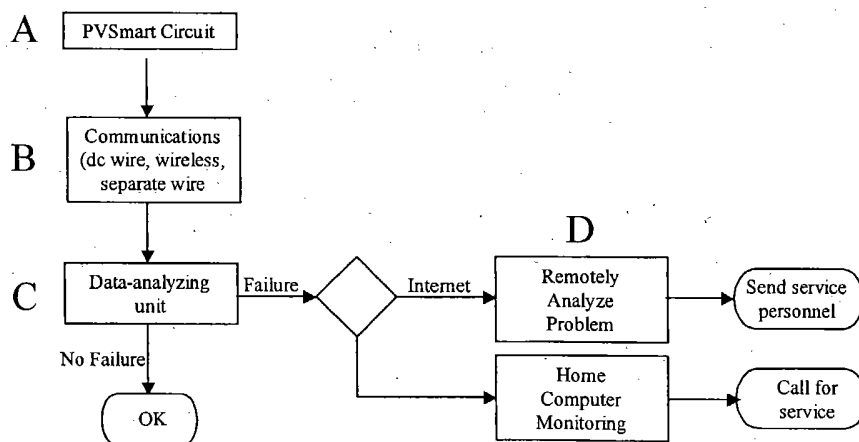 A
PVSmart Circuit
B
Communications
(dc wire, wireless,
separate wire
C
Data-analyzing
unit
Failure
Internet
D
Remotely
Analyze
Problem
Send service
personnel
No Failure
OK
Home
Computer
Monitoring
Call for
service